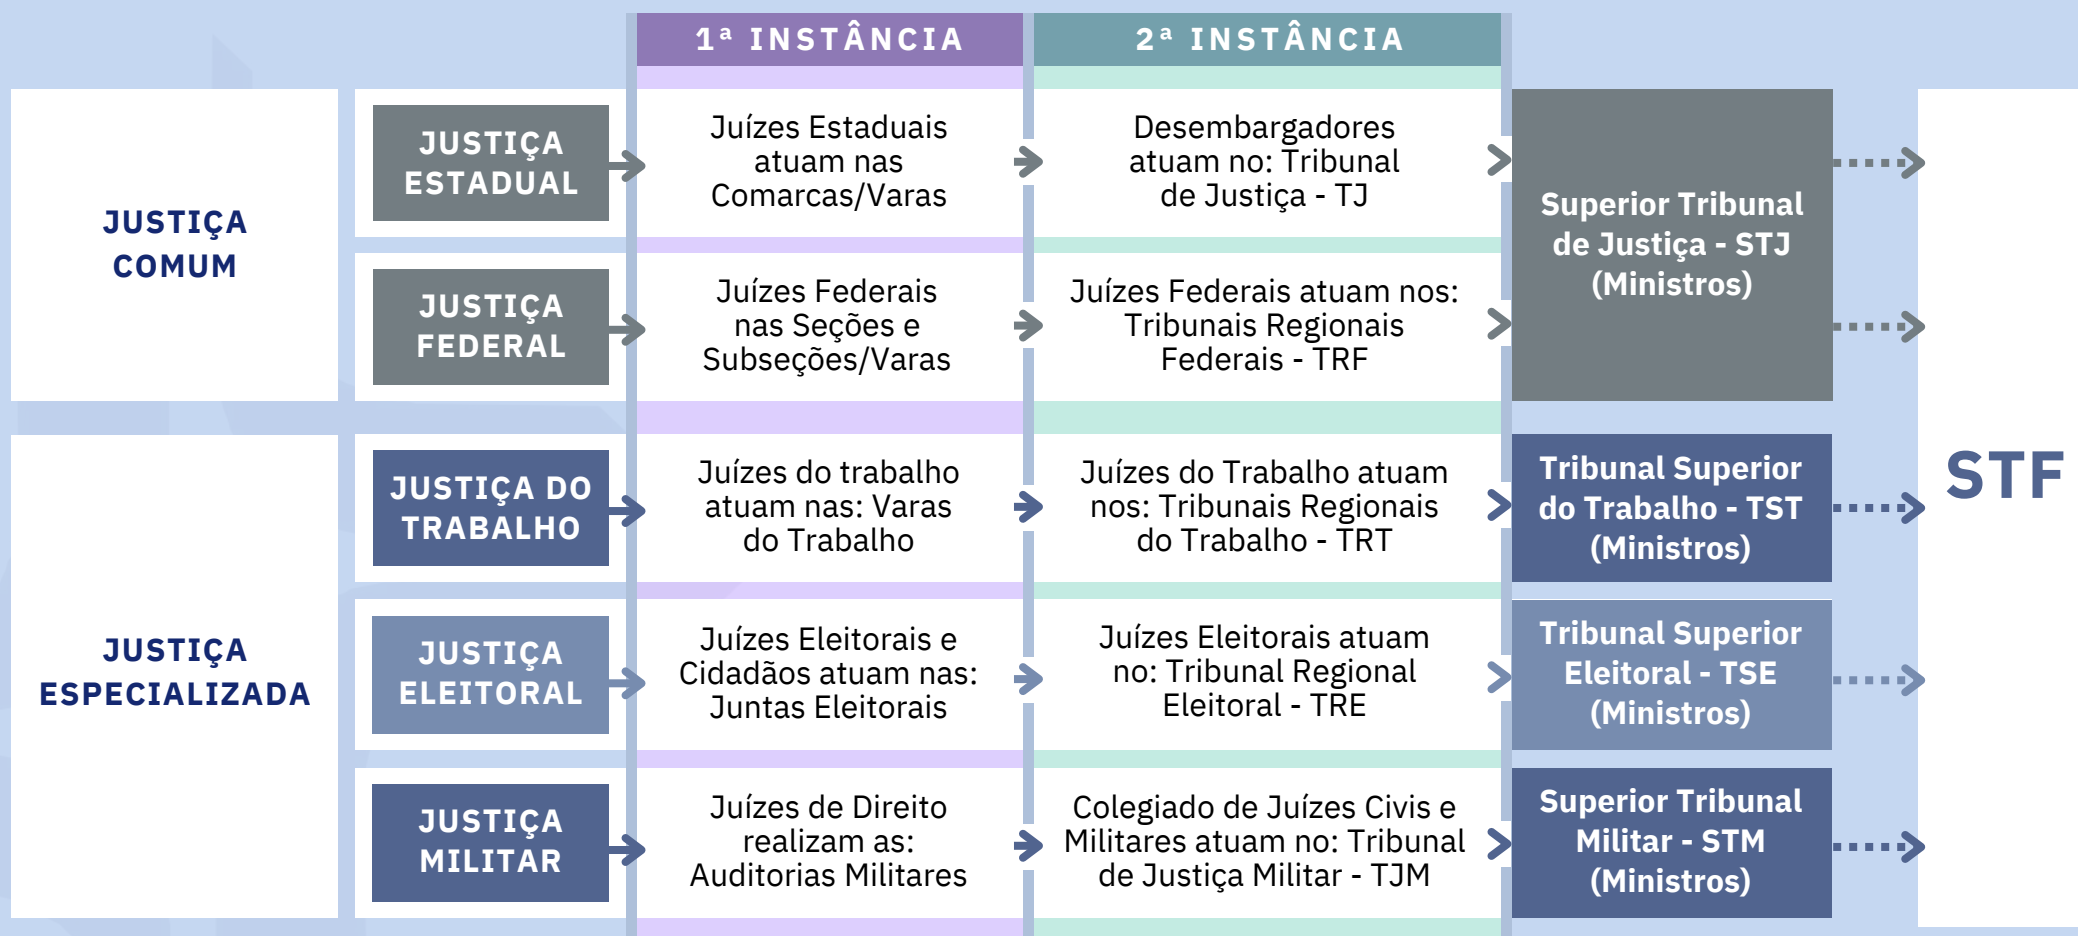 1ª INSTÂNCIA
2ª INSTÂNCIA
JUSTIÇA
COMUM
JUSTIÇA
ESTADUAL
Juízes Estaduais
atuam nas
Comarcas/Varas
Desembargadores
atuam no: Tribunal
de Justiça - TJ
Superior Tribunal
de Justiça - STJ
(Ministros)
JUSTIÇA
FEDERAL
Juízes Federais
nas Seções e
Subseções/Varas
Juízes Federais atuam nos:
Tribunais Regionais
Federais - TRF
STF
JUSTIÇA
ESPECIALIZADA
JUSTIÇA DO
TRABALHO
Juízes do trabalho
atuam nas: Varas
do Trabalho
Juízes do Trabalho atuam
nos: Tribunais Regionais
do Trabalho - TRT
Tribunal Superior
do Trabalho - TST
(Ministros)
JUSTIÇA
ELEITORAL
Juízes Eleitorais e
Cidadãos atuam nas:
Juntas Eleitorais
Juízes Eleitorais atuam
no: Tribunal Regional
Eleitoral - TRE
Tribunal Superior
Eleitoral - TSE
(Ministros)
JUSTIÇA
MILITAR
Juízes de Direito
realizam as:
Auditorias Militares
Colegiado de Juízes Civis e
Militares atuam no: Tribunal
de Justiça Militar - TJM
Superior Tribunal
Militar - STM
(Ministros)